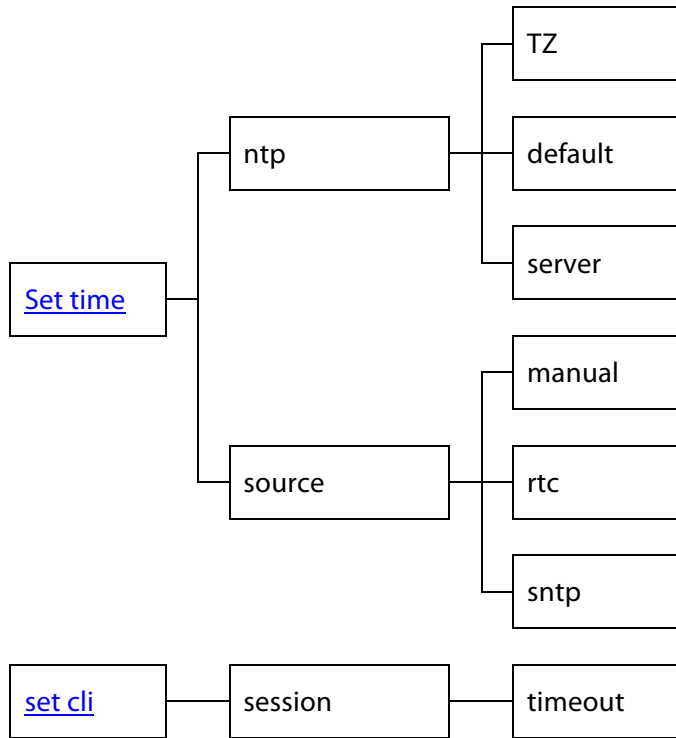 Set time
ntp
TZ
default
server
source
manual
rtc
sntp
set cli
session
timeout